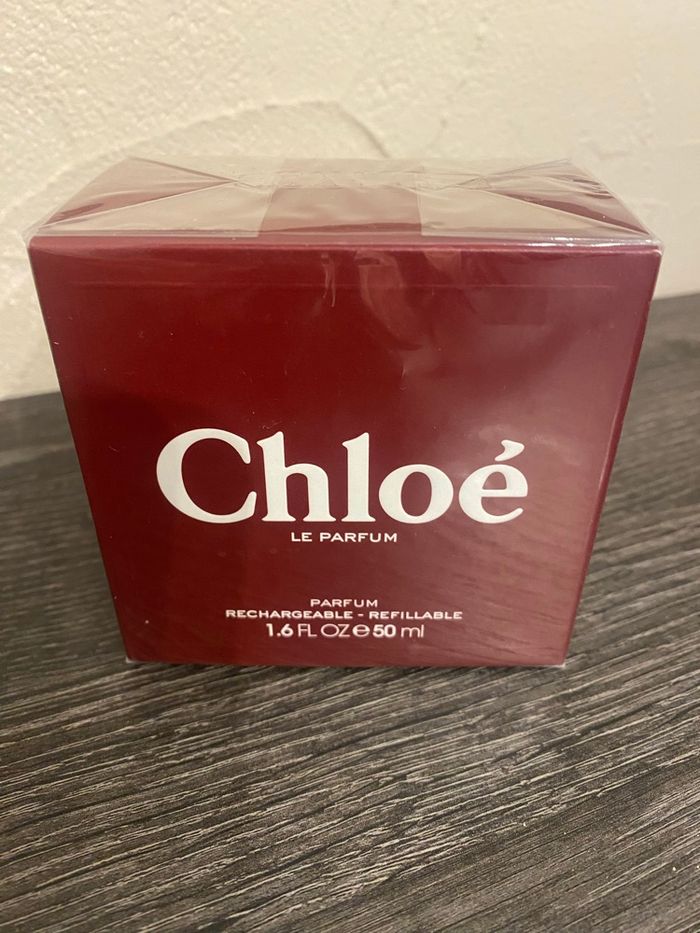 Chloé
LE PARFUM
PARFUM
RECHARGEABLE - REFILLABLE
1.6 FL OZ ℮ 50 ml